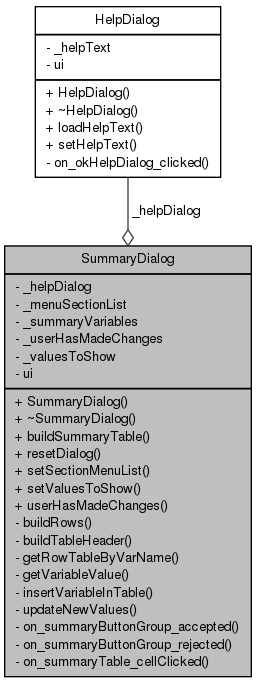 HelpDialog
- _helpText
- ui
+ HelpDialog()
+ ~HelpDialog()
+ loadHelpText()
+ setHelpText()
- on_okHelpDialog_clicked()
_helpDialog
SummaryDialog
- _helpDialog
- _menuSectionList
- _summaryVariables
- _userHasMadeChanges
- _valuesToShow
- ui
+ SummaryDialog()
+ ~SummaryDialog()
+ buildSummaryTable()
+ resetDialog()
+ setSectionMenuList()
+ setValuesToShow()
+ userHasMadeChanges()
- buildRows()
- buildTableHeader()
- getRowTableByVarName()
- getVariableValue()
- insertVariableInTable()
- updateNewValues()
- on_summaryButtonGroup_accepted()
- on_summaryButtonGroup_rejected()
- on_summaryTable_cellClicked()